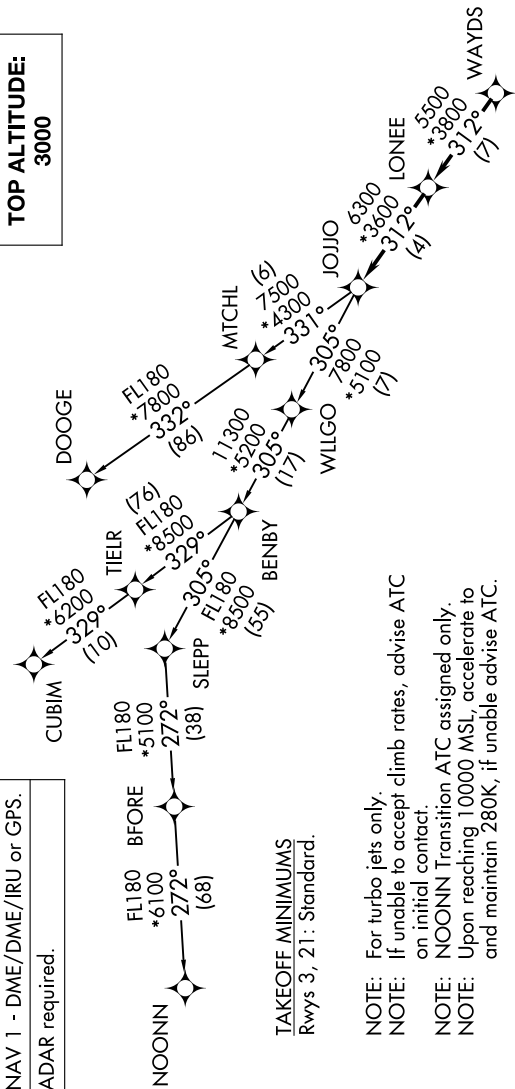 NAV 1 - DME/DME/IRU or GPS.
ADAR required.
TOP ALTITUDE:
3000
WAYDS
5500
*3800
312°
(7)
LONEE
6300
*3600
312°
(4)
JOJJO
(6)
7500
*4300
331°
MTCHL
FL180
*7800
332°
(86)
DOOGE
305°
7800
*5100
(7)
WLLGO
11300
*5200
305°
(17)
BENBY
(76)
FL180
*8500
329°
TIELR
FL180
*6200
329°
(10)
CUBIM
305°
FL180
*8500
(55)
SLEPP
FL180
*5100
272°
(38)
BFORE
FL180
*6100
272°
(68)
NOONN
TAKEOFF MINIMUMS
Rwys 3, 21: Standard.
NOTE: For turbo jets only.
NOTE: If unable to accept climb rates, advise ATC
on initial contact.
NOTE: NOONN Transition ATC assigned only.
NOTE: Upon reaching 10000 MSL, accelerate to
and maintain 280K, if unable advise ATC.